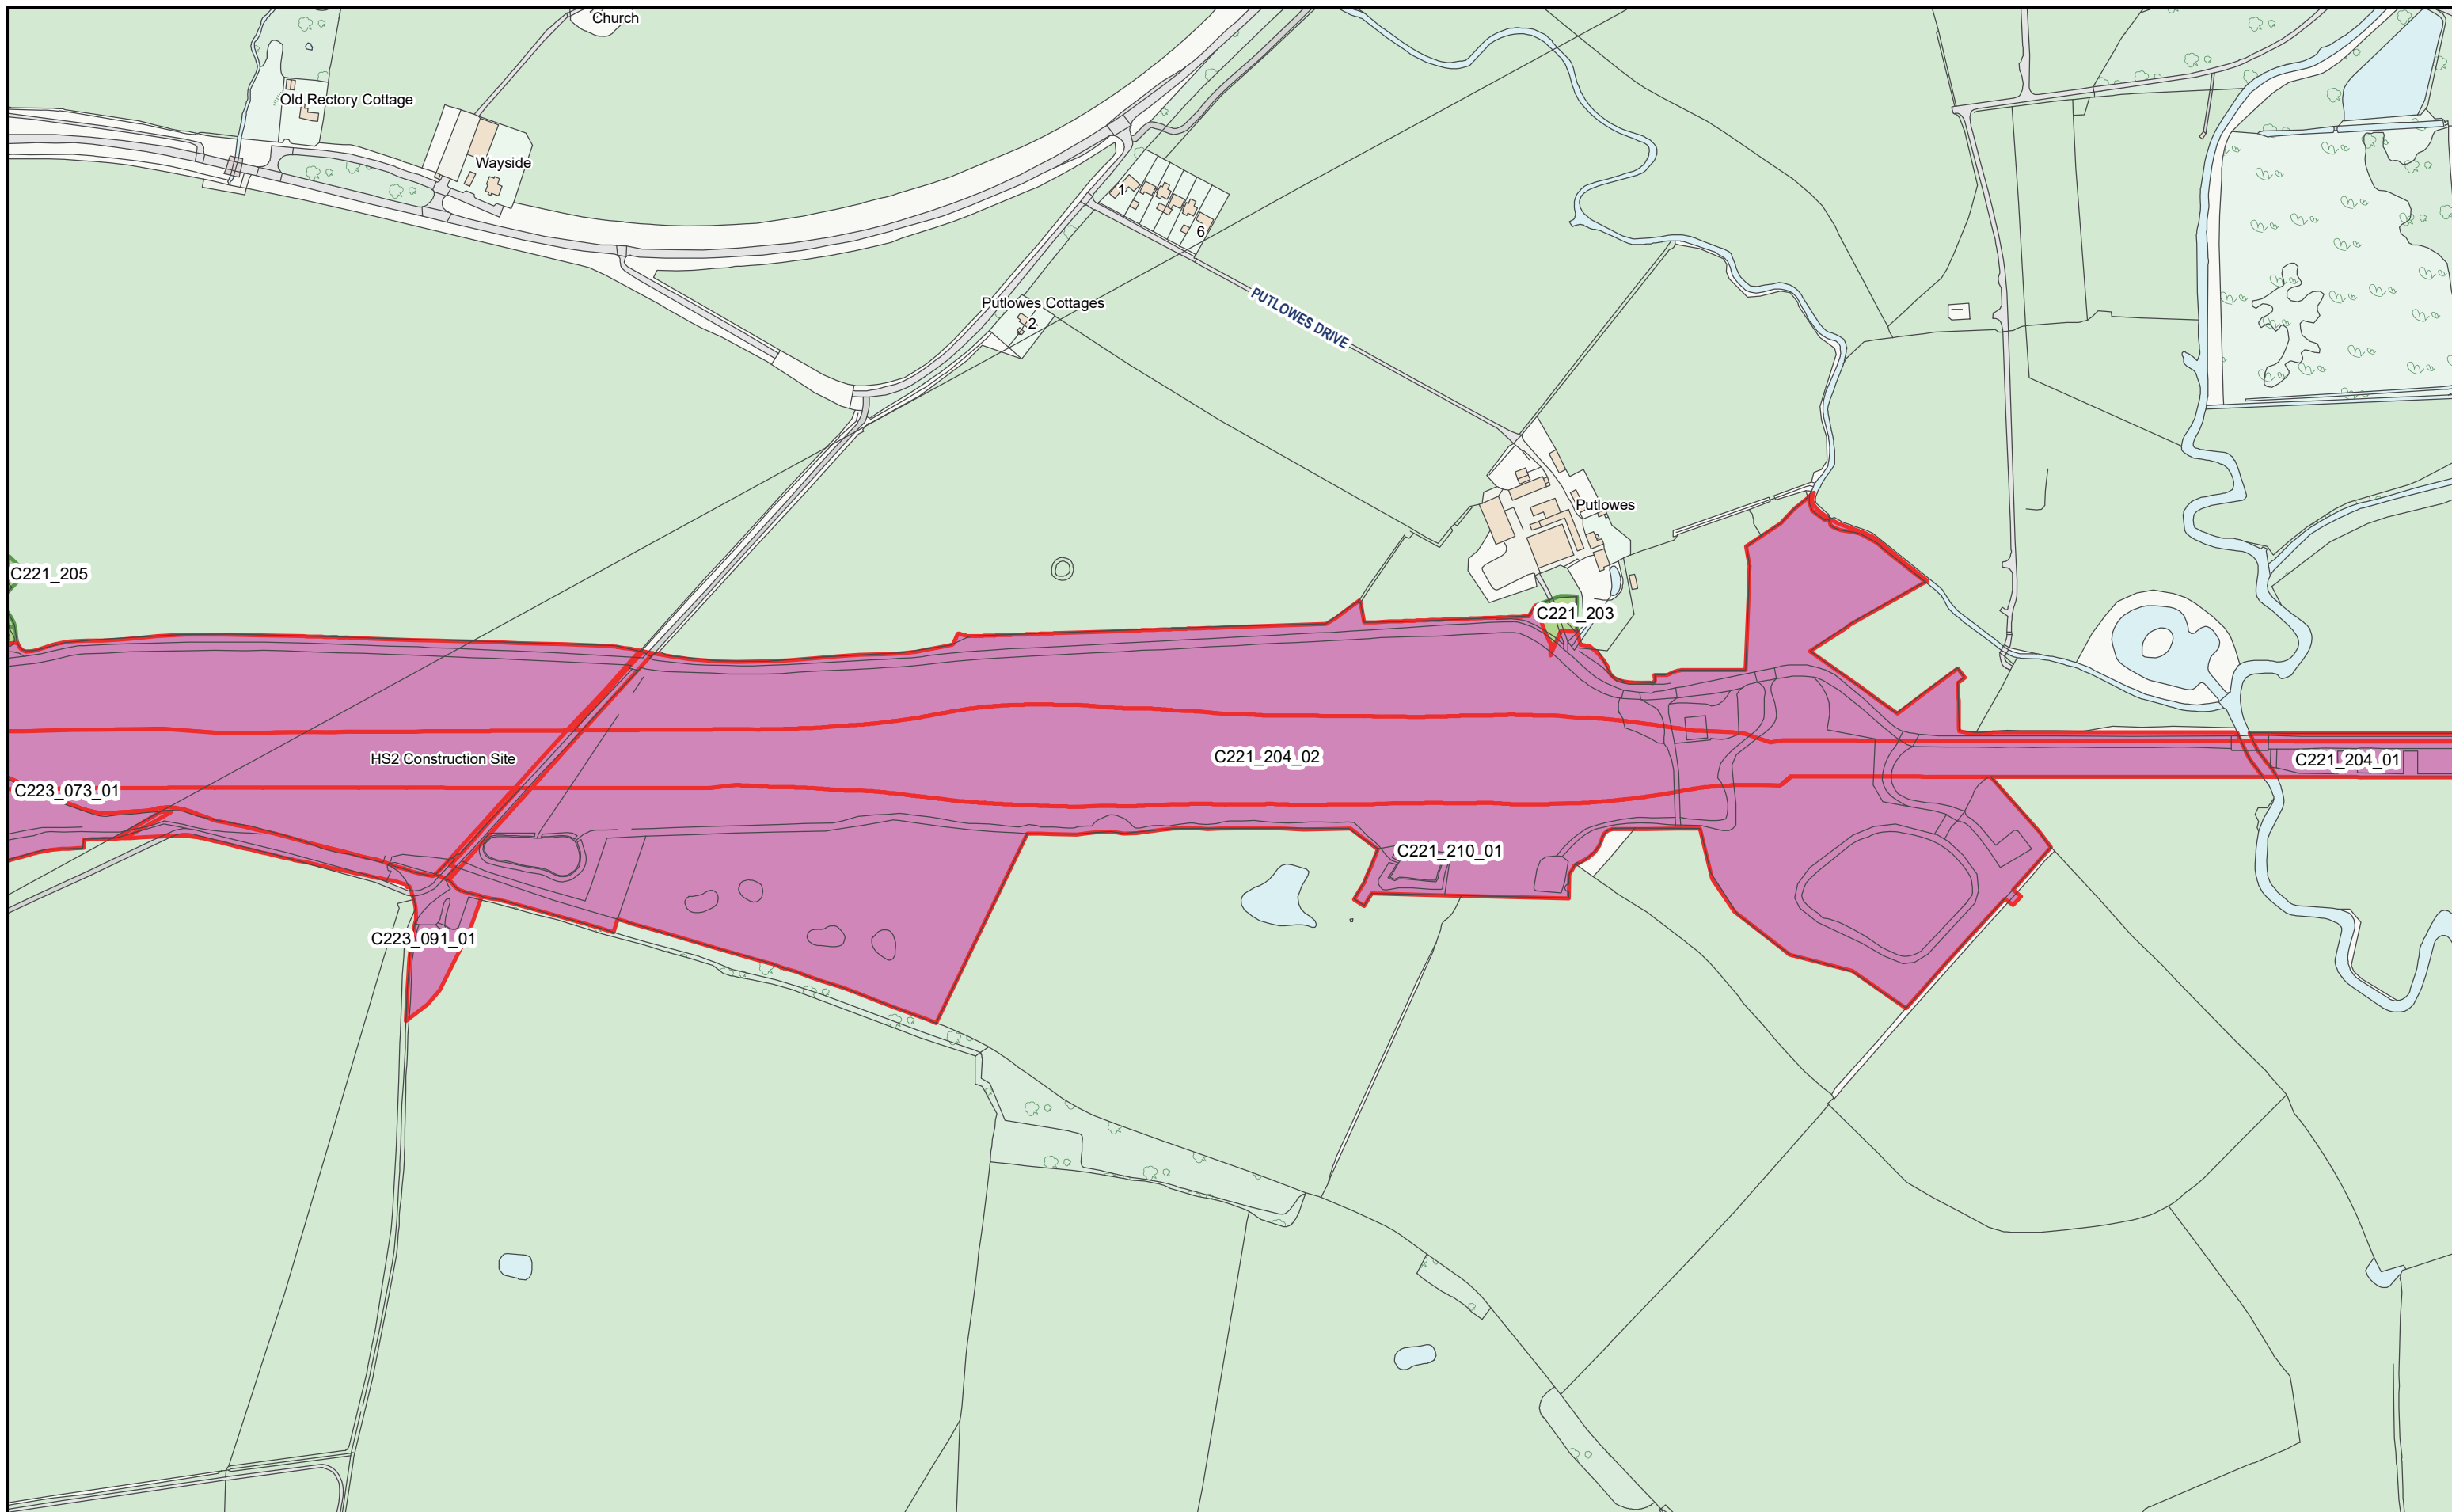 Church
Old Rectory Cottage
Wayside
1
6
Putlowes Cottages
2
PUTLOWES DRIVE
Putlowes
C221_205
C221_203
HS2 Construction Site
C221_204_02
C221_204_01
C223_073_01
C221_210_01
C223_091_01